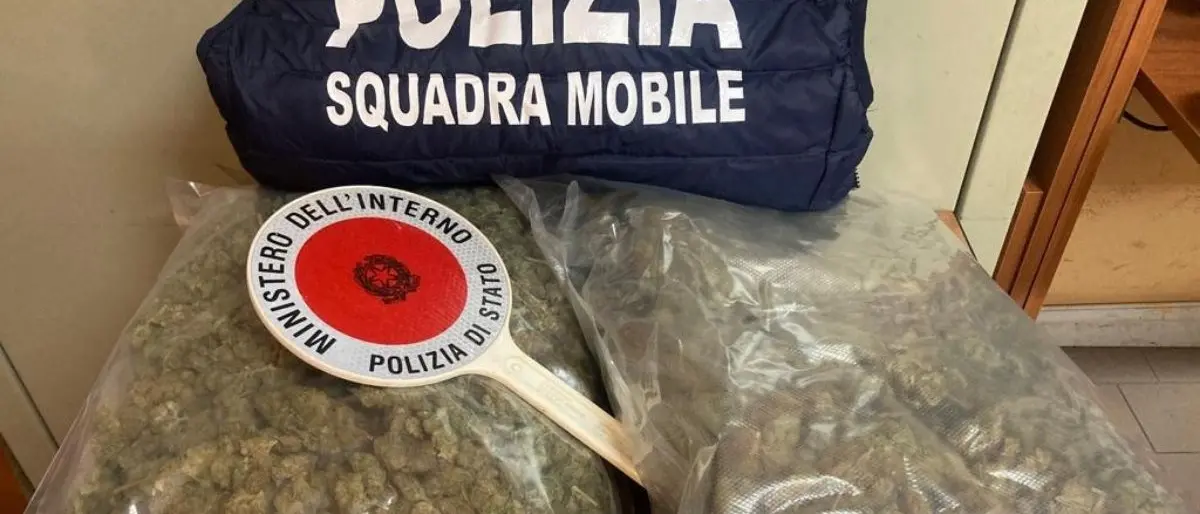 POLIZIA
SQUADRA MOBILE
MINISTERO DELL'INTERNO
POLIZIA DI STATO